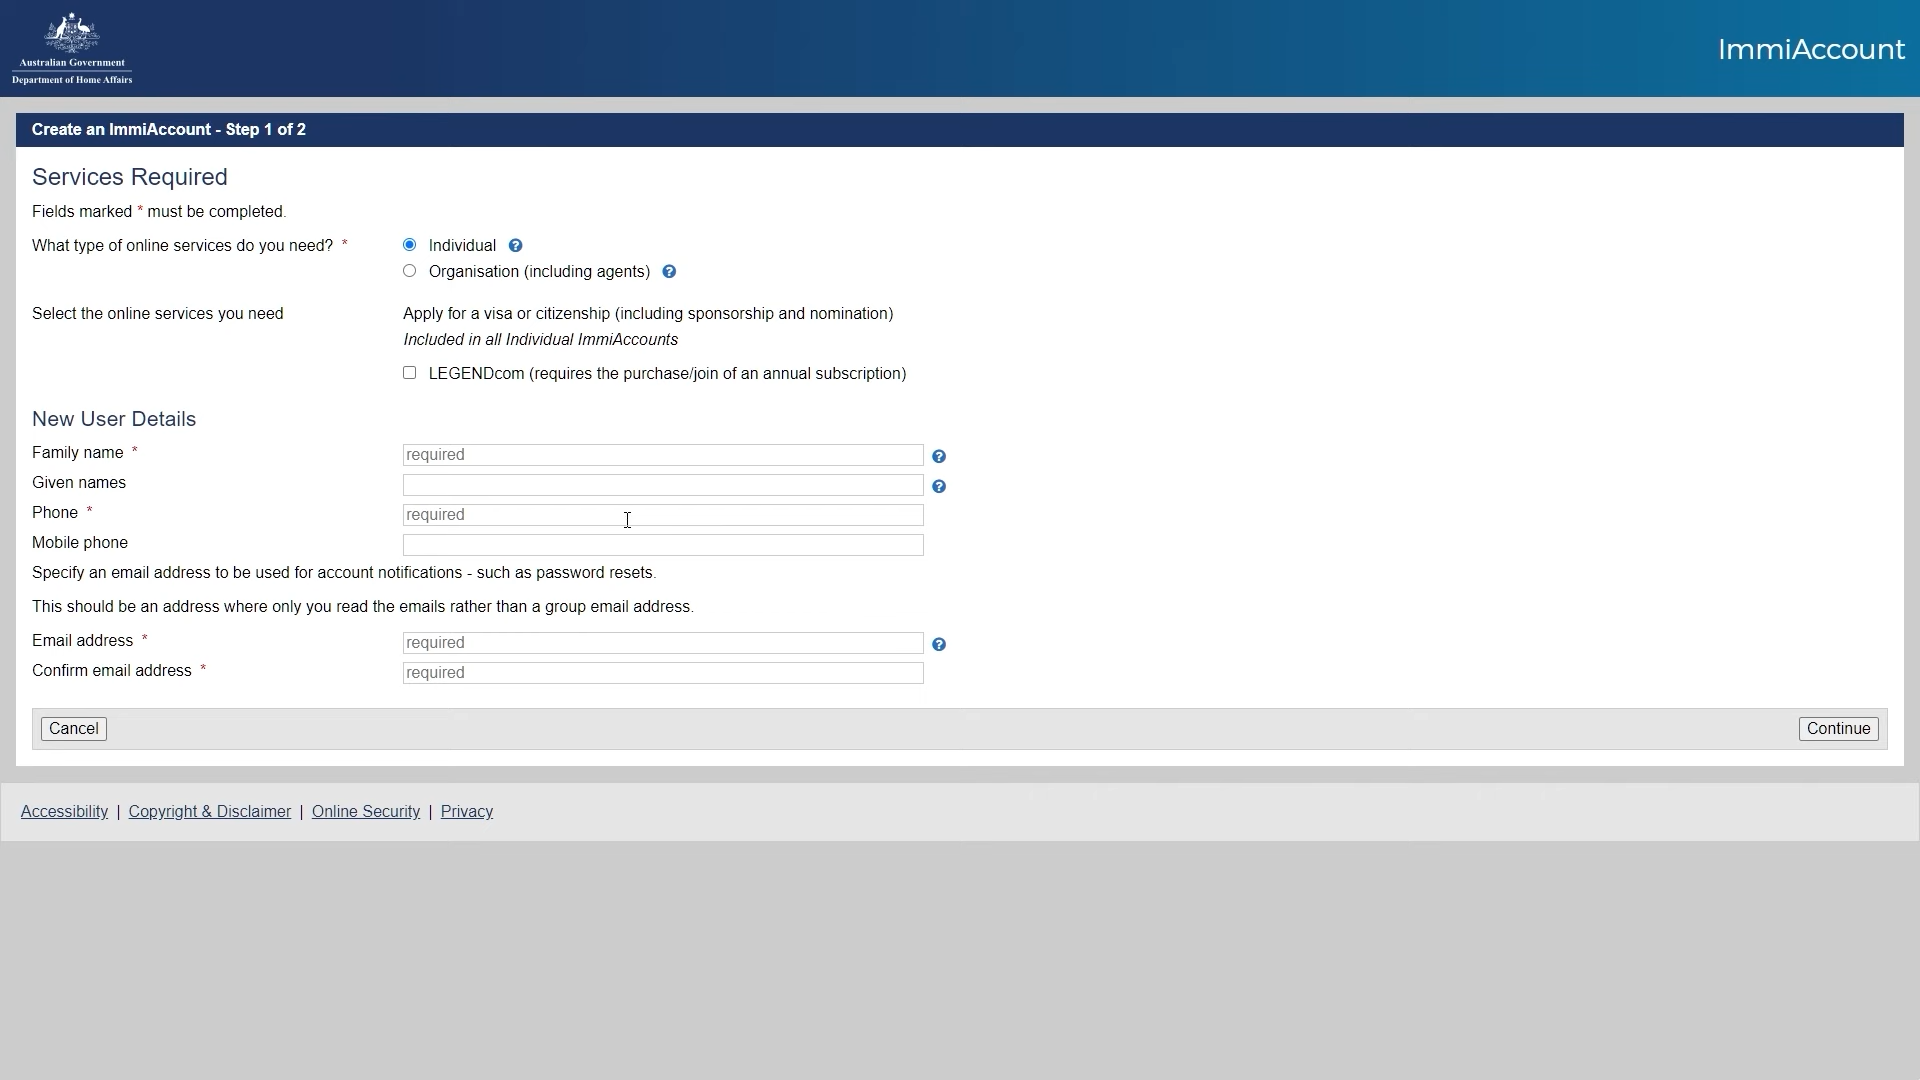 Australian Government
Department of Home Affairs
ImmiAccount
Create an ImmiAccount - Step 1 of 2
Services Required
Fields marked * must be completed.
What type of online services do you need? * Individual ?
Organisation (including agents) ?
Select the online services you need Apply for a visa or citizenship (including sponsorship and nomination)
Included in all Individual ImmiAccounts
LEGENDcom (requires the purchase/join of an annual subscription)
New User Details
Family name * required ?
Given names ?
Phone * required
Mobile phone
Specify an email address to be used for account notifications - such as password resets.
This should be an address where only you read the emails rather than a group email address.
Email address * required ?
Confirm email address * required
Cancel Continue
Accessibility | Copyright & Disclaimer | Online Security | Privacy